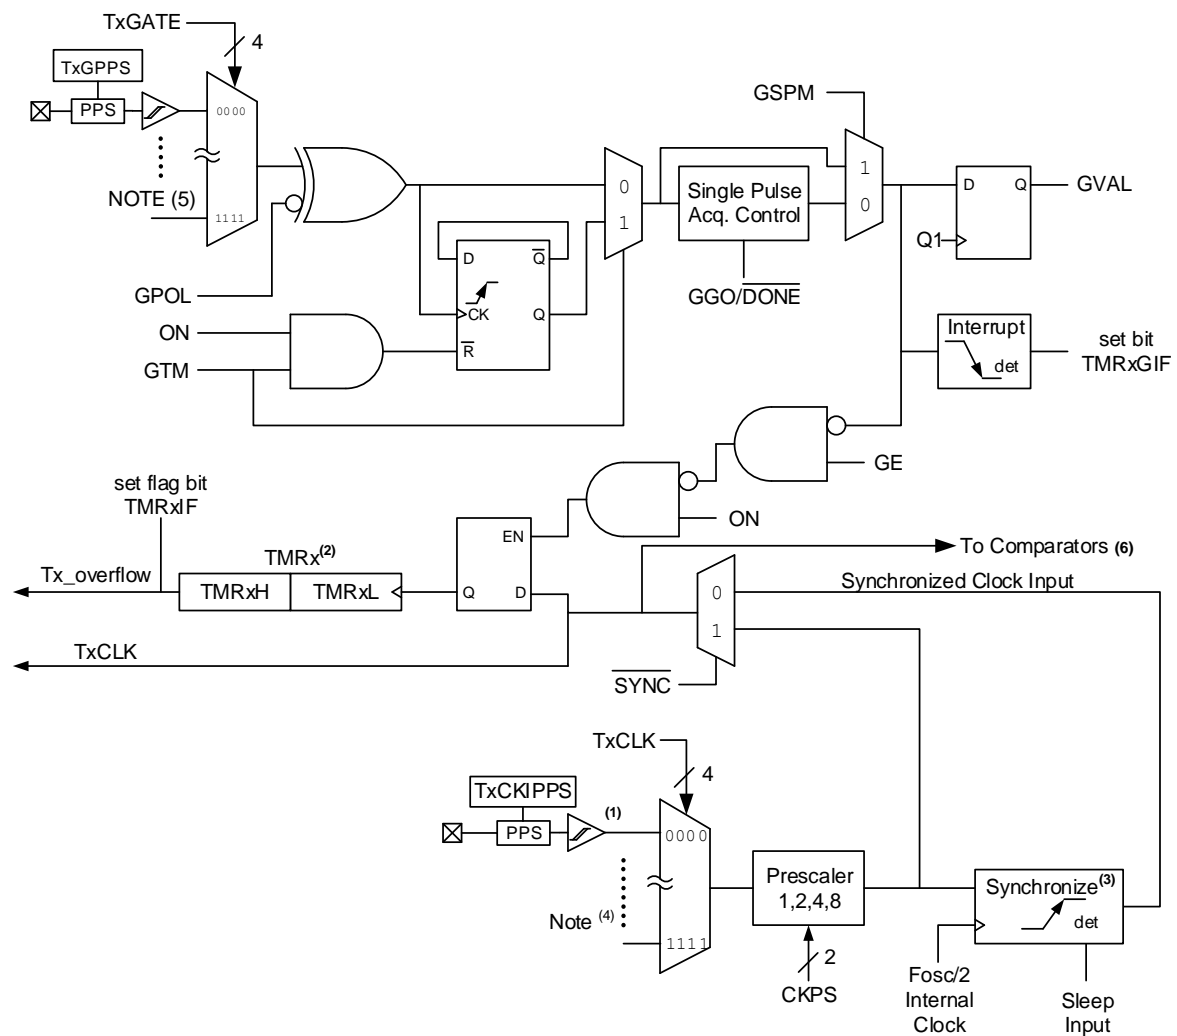 TxGATE
4
TxGPPS
PPS
0000
NOTE (5)
1111
GPOL
ON
GTM
D
Q
CK
Q
R
0
1
GSPM
Single Pulse
Acq. Control
GGO/DONE
1
0
D
Q
GVAL
Q1
Interrupt
det
set bit
TMRxGIF
GE
ON
set flag bit
TMRxIF
TMRx(2)
Tx_overflow
TMRxH
TMRxL
EN
Q
D
TxCLK
To Comparators (6)
Synchronized Clock Input
0
1
SYNC
TxCLK
4
TxCKIPPS
PPS
(1)
0000
Note (4)
1111
Prescaler
1,2,4,8
2
CKPS
Synchronize(3)
det
Fosc/2
Internal
Clock
Sleep
Input